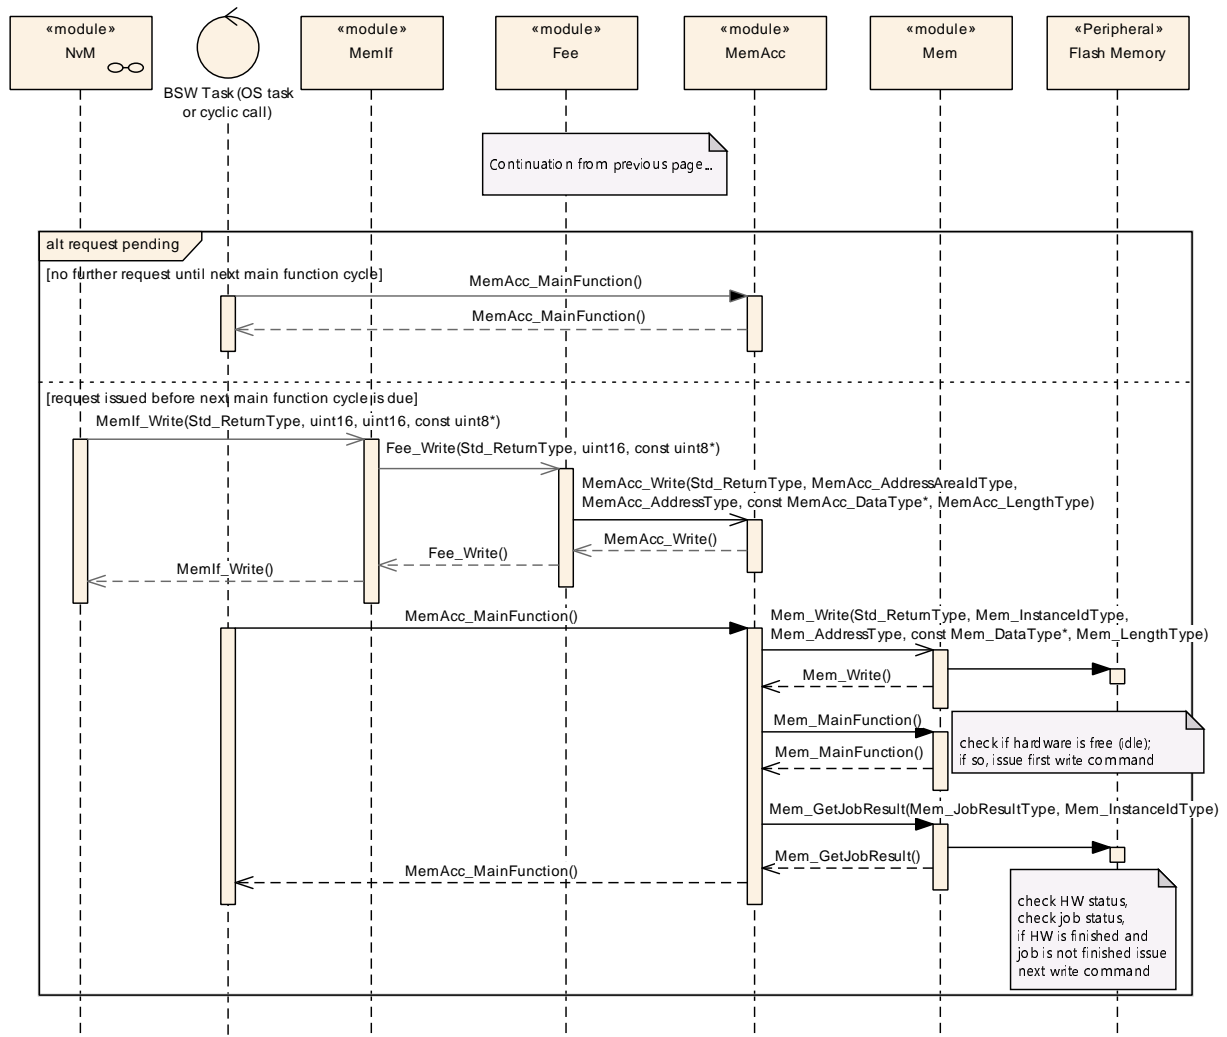 «module»
NvM
BSW Task (OS task
or cyclic call)
«module»
MemIf
«module»
Fee
«module»
MemAcc
«module»
Mem
«Peripheral»
Flash Memory
Continuation from previous page...
alt request pending
[no further request until next main function cycle]
MemAcc_MainFunction()
MemAcc_MainFunction()
[request issued before next main function cycle is due]
MemIf_Write(Std_ReturnType, uint16, uint16, const uint8*)
Fee_Write(Std_ReturnType, uint16, const uint8*)
MemAcc_Write(Std_ReturnType, MemAcc_AddressAreaIdType,
MemAcc_AddressType, const MemAcc_DataType*, MemAcc_LengthType)
MemAcc_Write()
Fee_Write()
MemIf_Write()
MemAcc_MainFunction()
Mem_Write(Std_ReturnType, Mem_InstanceIdType,
Mem_AddressType, const Mem_DataType*, Mem_LengthType)
Mem_Write()
Mem_MainFunction()
check if hardware is free (idle);
if so, issue first write command
Mem_MainFunction()
Mem_GetJobResult(Mem_JobResultType, Mem_InstanceIdType)
Mem_GetJobResult()
MemAcc_MainFunction()
check HW status,
check job status,
if HW is finished and
job is not finished issue
next write command